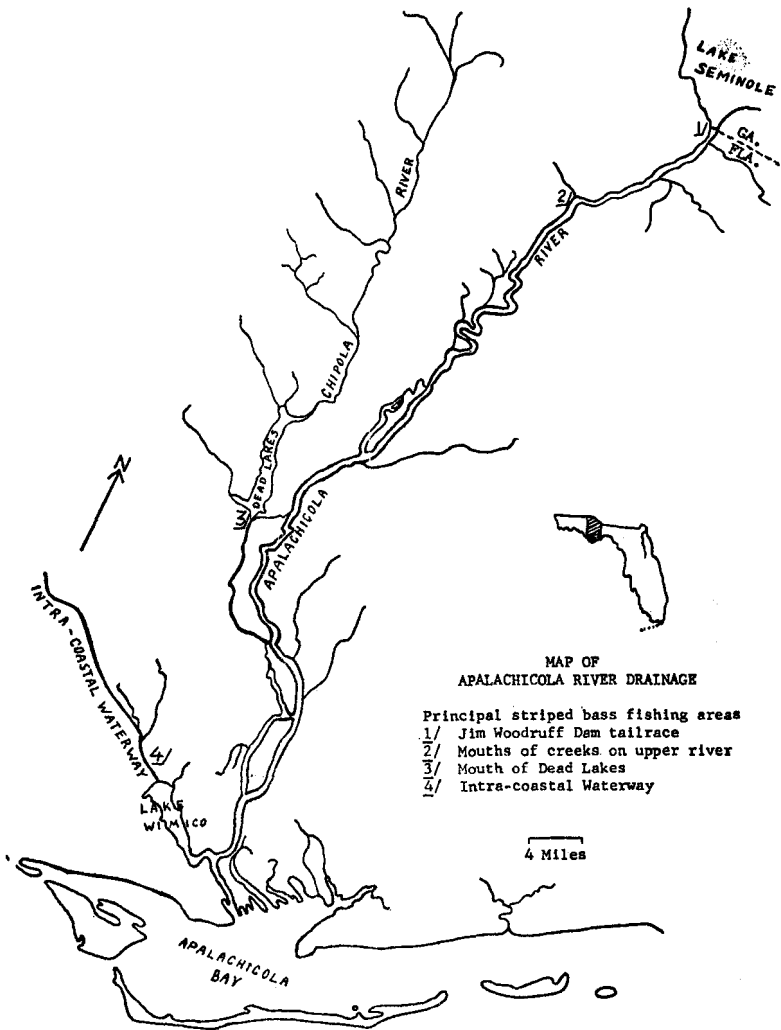 LAKE
SEMINOLE
1/
GA.
FLA.
2/
RIVER
RIVER
CHIPOLA
DEAD LAKES
3/
APALACHICOLA
N
INTRA-COASTAL WATERWAY
4/
LAKE
WIMICO
MAP OF
APALACHICOLA RIVER DRAINAGE
Principal striped bass fishing areas
1/ Jim Woodruff Dam tailrace
2/ Mouths of creeks on upper river
3/ Mouth of Dead Lakes
4/ Intra-coastal Waterway
4 Miles
APALACHICOLA
BAY